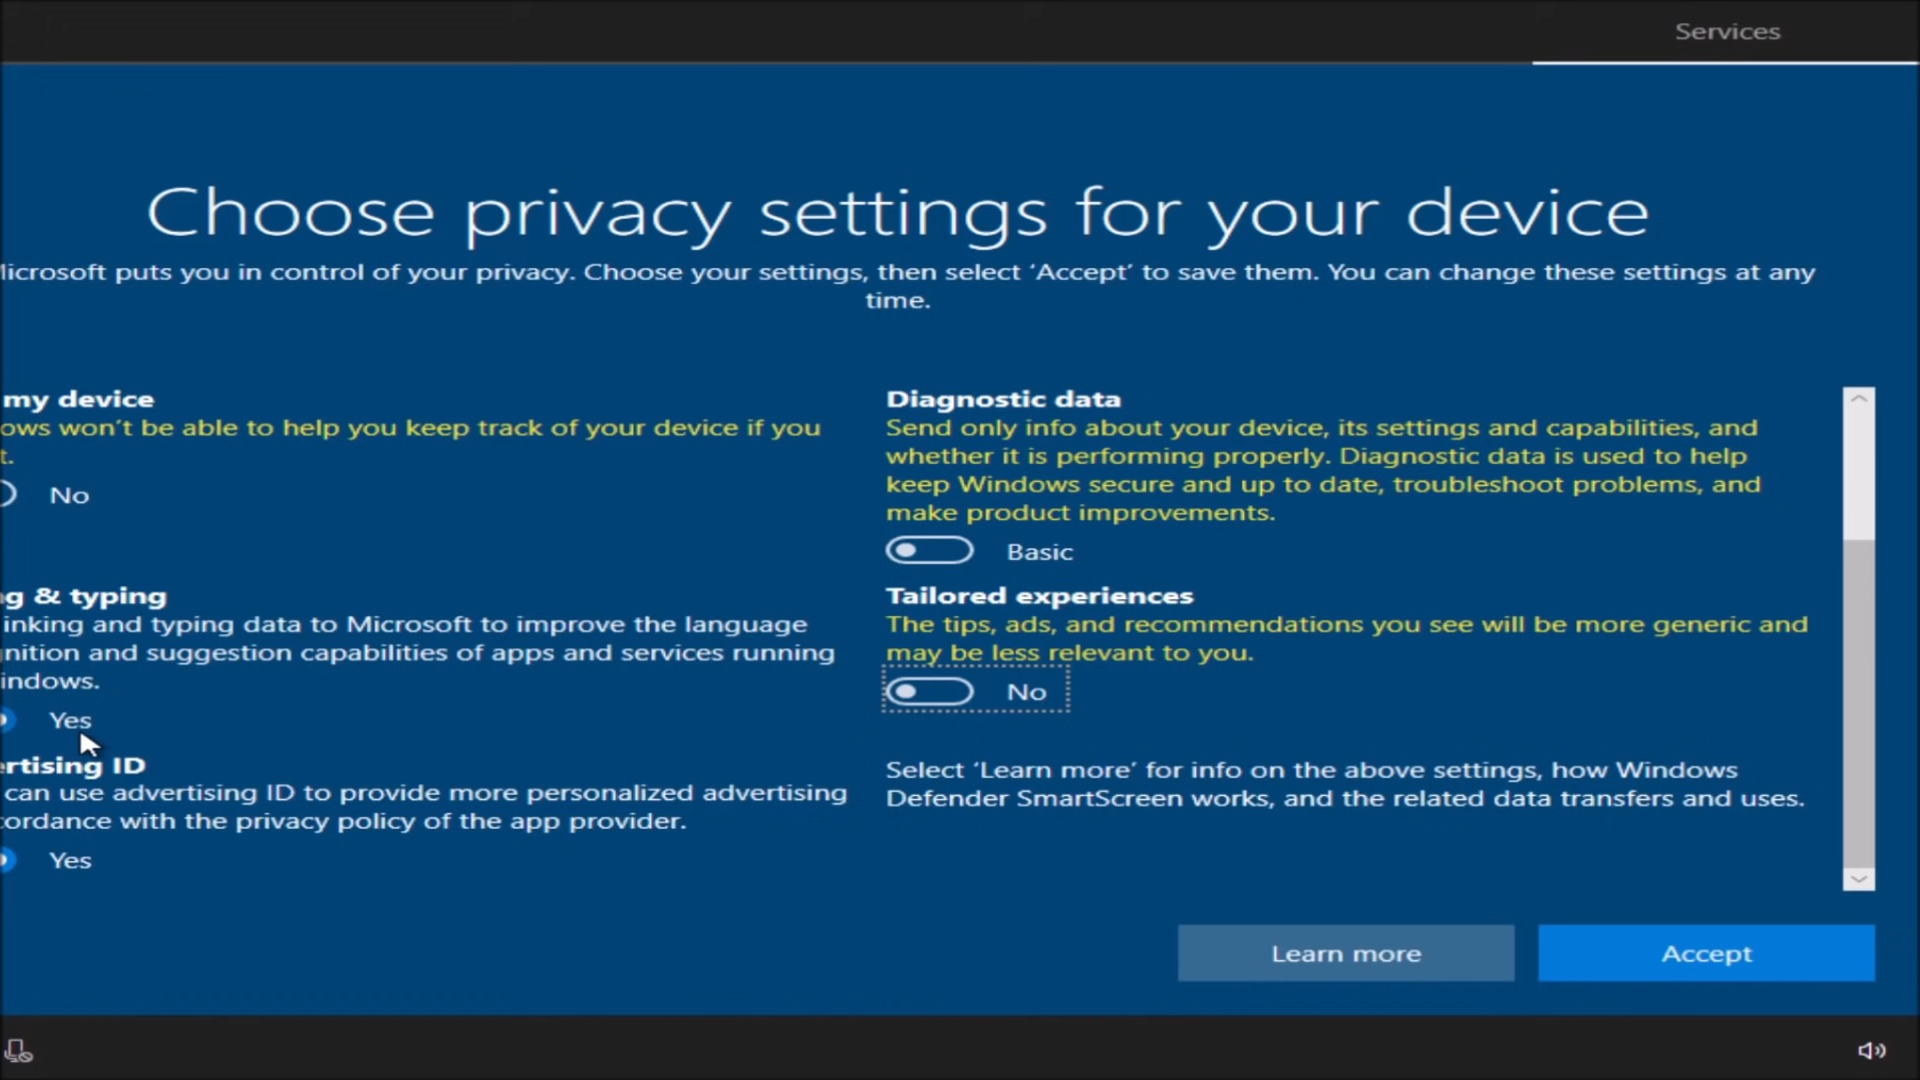 Services
Choose privacy settings for your device
Microsoft puts you in control of your privacy. Choose your settings, then select ‘Accept’ to save them. You can change these settings at any
time.
my device
won’t be able to help you keep track of your device if you
No
& typing
inking and typing data to Microsoft to improve the language
and suggestion capabilities of apps and services running
Yes
ID
can use advertising ID to provide more personalized advertising
with the privacy policy of the app provider.
Yes
Diagnostic data
Send only info about your device, its settings and capabilities, and
whether it is performing properly. Diagnostic data is used to help
keep Windows secure and up to date, troubleshoot problems, and
make product improvements.
Basic
Tailored experiences
The tips, ads, and recommendations you see will be more generic and
may be less relevant to you.
No
Select ‘Learn more’ for info on the above settings, how Windows
Defender SmartScreen works, and the related data transfers and uses.
Learn more
Accept